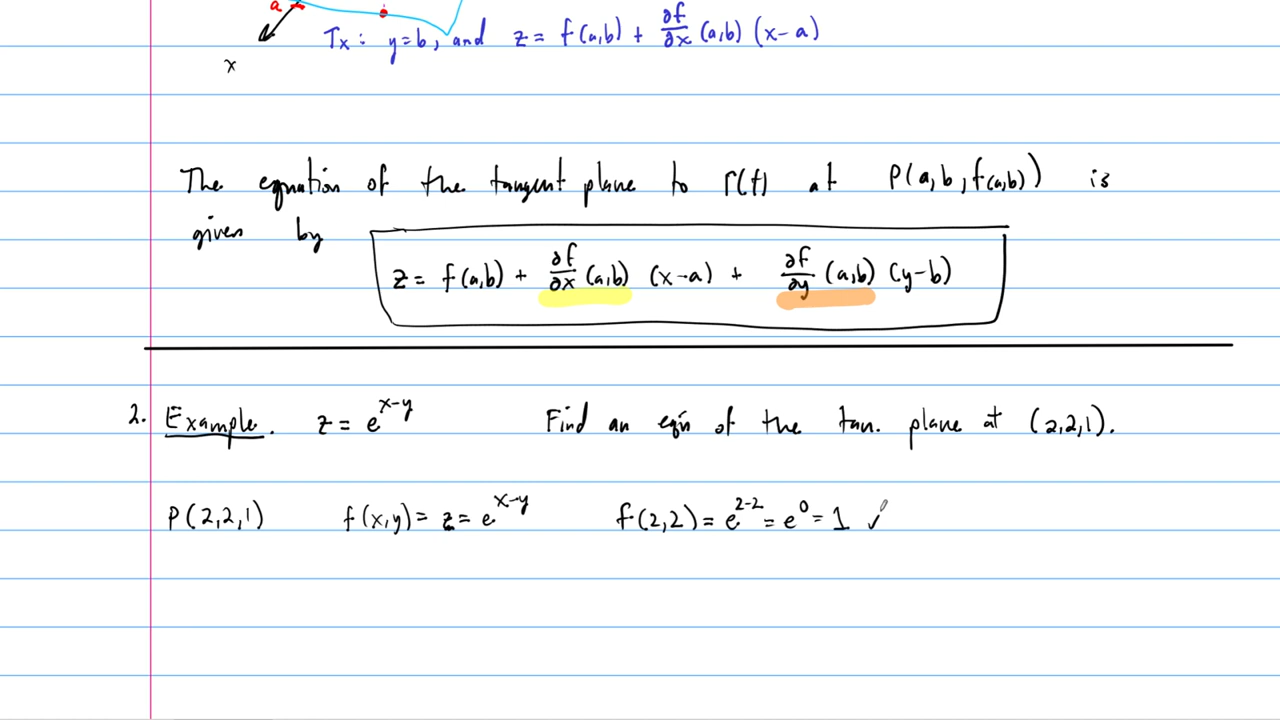 a
Tx: y=b, and z = f(a,b) + ∂f/∂x (a,b) (x-a)
x
The equation of the tangent plane to r(t) at P(a,b,f(a,b)) is
given by
z = f(a,b) + ∂f/∂x (a,b) (x-a) + ∂f/∂y (a,b) (y-b)
2. Example. z = e^(x-y) Find an eqn of the tan. plane at (2,2,1).
P(2,2,1) f(x,y) = z = e^(x-y) f(2,2) = e^(2-2) = e^0 = 1 ✓